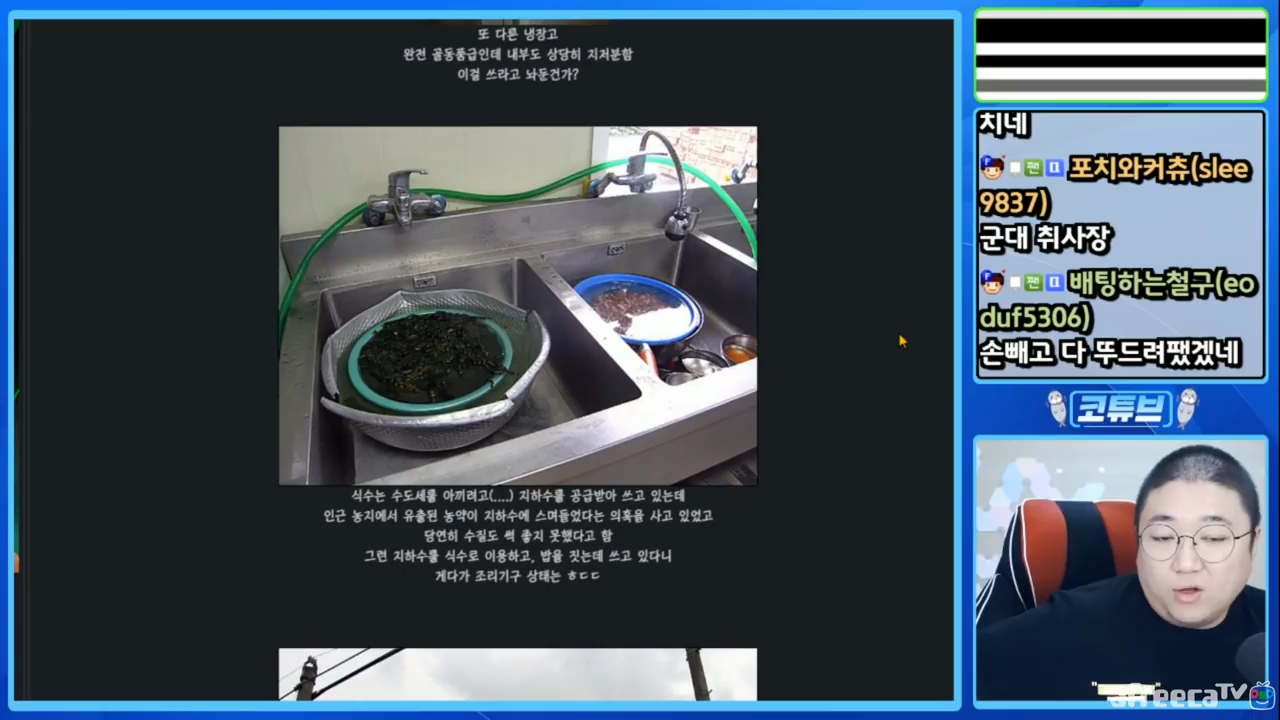 또 다른 냉장고
완전 골동품급인데 내부도 상당히 지저분함
이걸 쓰라고 놔둔건가?
식수는 수도세를 아끼려고(....) 지하수를 공급받아 쓰고 있는데
인근 농지에서 유출된 농약이 지하수에 스며들었다는 의혹을 사고 있었고
당연히 수질도 썩 좋지 못했다고 함
그런 지하수를 식수로 이용하고, 밥을 짓는데 쓰고 있다니
게다가 조리기구 상태는 ㅎㄷㄷ
치네
포치와커츄(slee
9837)
군대 취사장
배팅하는철구(eo
duf5306)
손빼고 다 뚜드려팼겠네
코튜브
afreecaTV